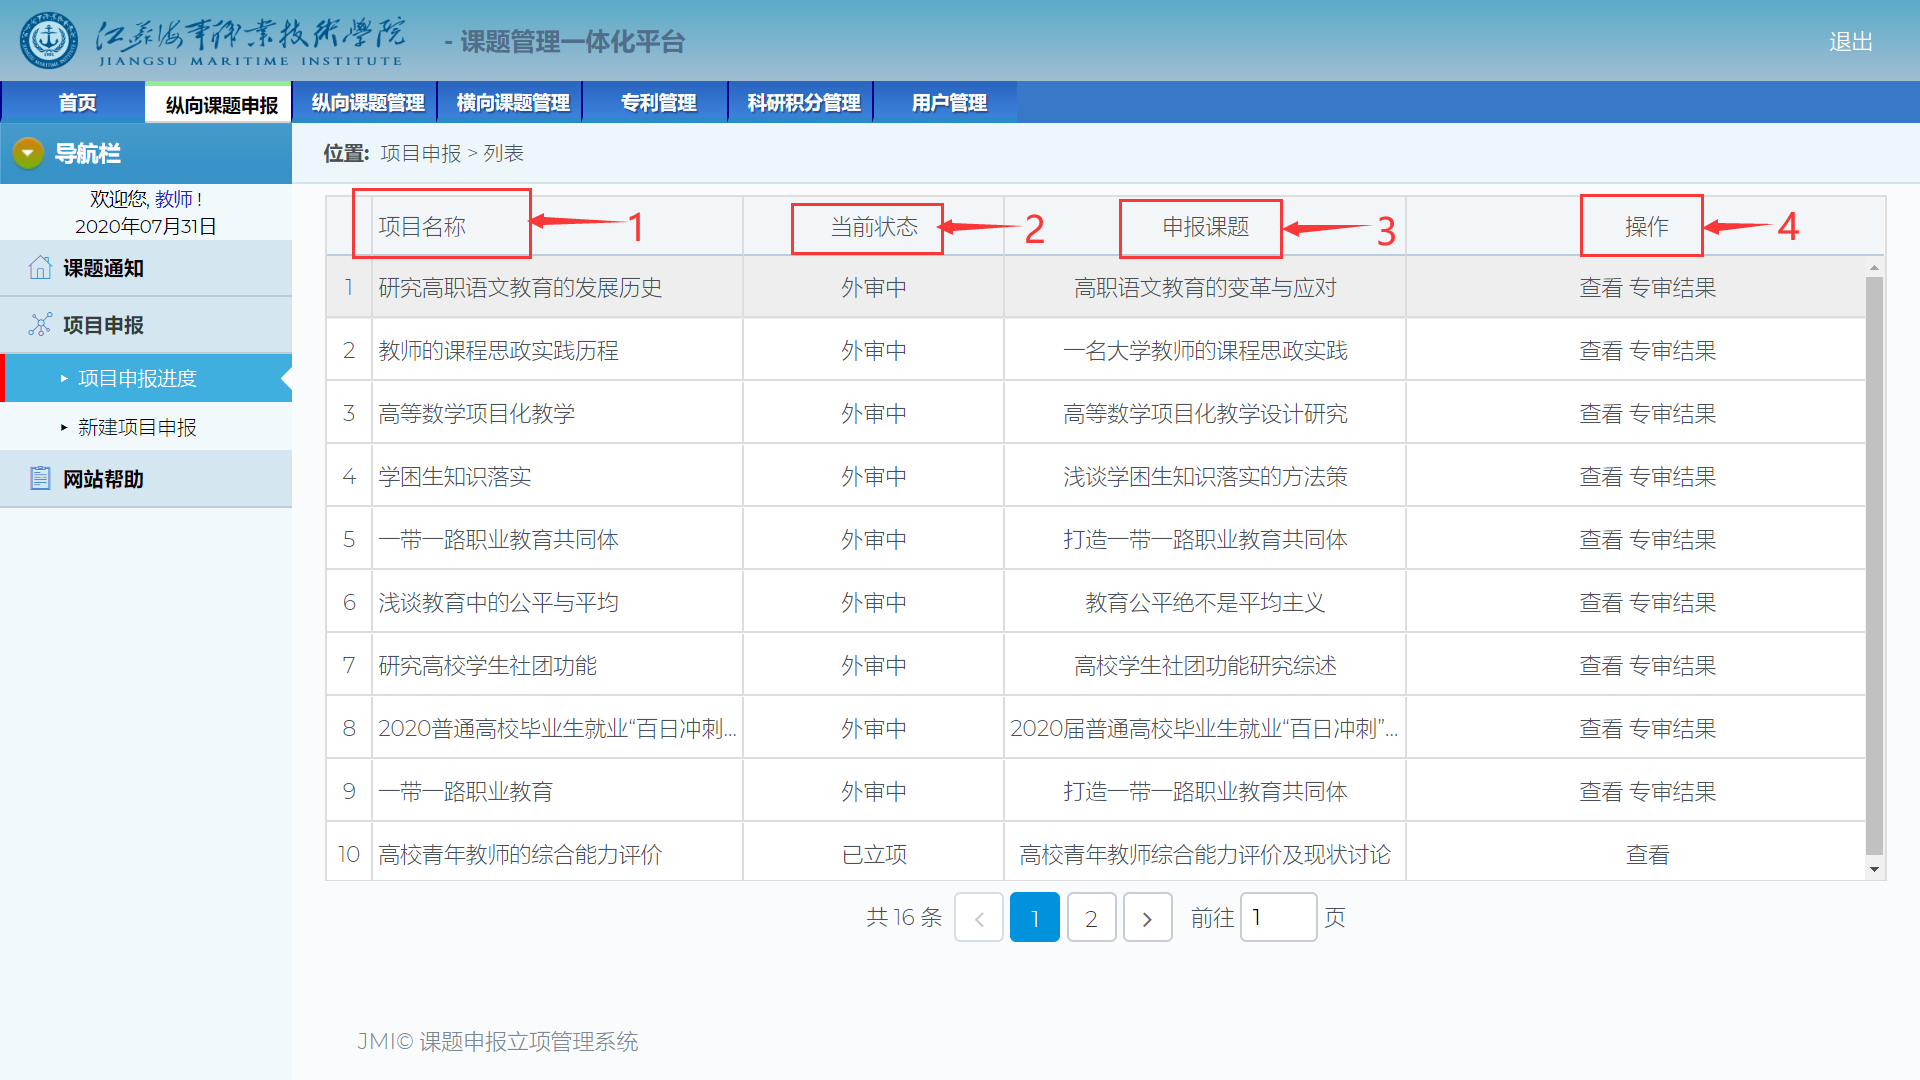 江苏海事职业技术学院
JIANGSU MARITIME INSTITUTE
- 课题管理一体化平台
退出
首页 纵向课题申报 纵向课题管理 横向课题管理 专利管理 科研积分管理 用户管理
导航栏
欢迎您, 教师 !
2020年07月31日
课题通知
项目申报
项目申报进度
新建项目申报
网站帮助
位置: 项目申报 > 列表
项目名称 1 当前状态 2 申报课题 3 操作 4
1 研究高职语文教育的发展历史 外审中 高职语文教育的变革与应对 查看 专审结果
2 教师的课程思政实践历程 外审中 一名大学教师的课程思政实践 查看 专审结果
3 高等数学项目化教学 外审中 高等数学项目化教学设计研究 查看 专审结果
4 学困生知识落实 外审中 浅谈学困生知识落实的方法策 查看 专审结果
5 一带一路职业教育共同体 外审中 打造一带一路职业教育共同体 查看 专审结果
6 浅谈教育中的公平与平均 外审中 教育公平绝不是平均主义 查看 专审结果
7 研究高校学生社团功能 外审中 高校学生社团功能研究综述 查看 专审结果
8 2020普通高校毕业生就业“百日冲刺... 外审中 2020届普通高校毕业生就业“百日冲刺”... 查看 专审结果
9 一带一路职业教育 外审中 打造一带一路职业教育共同体 查看 专审结果
10 高校青年教师的综合能力评价 已立项 高校青年教师综合能力评价及现状讨论 查看
共 16 条 < 1 2 > 前往 1 页
JMI© 课题申报立项管理系统